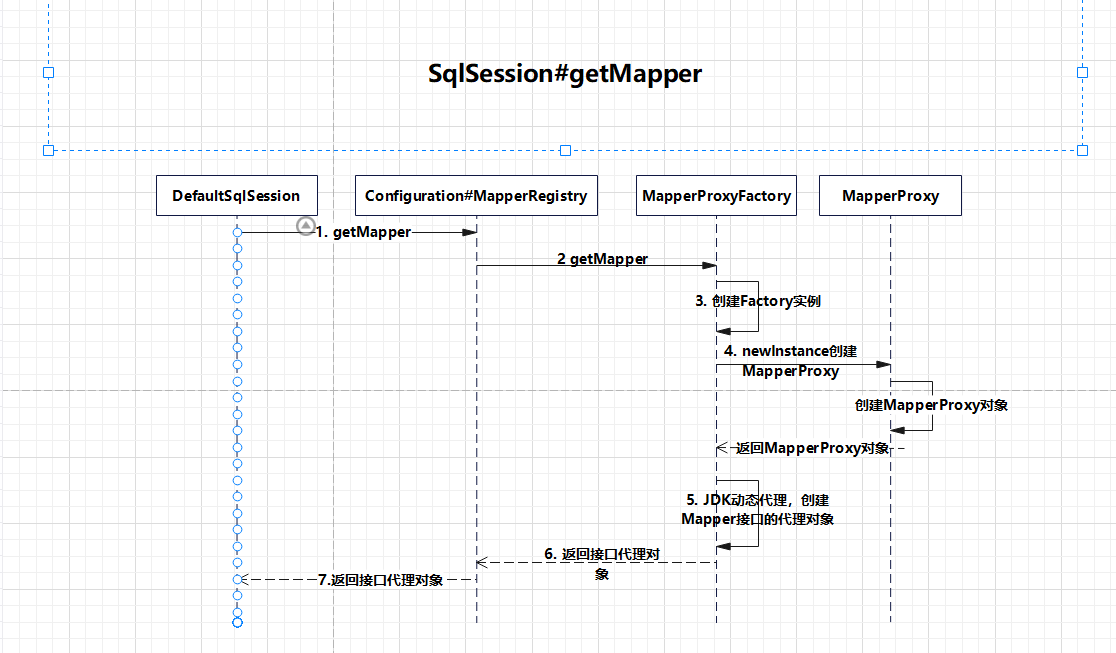 SqlSession#getMapper
DefaultSqlSession
Configuration#MapperRegistry
MapperProxyFactory
MapperProxy
1. getMapper
2 getMapper
3. 创建Factory实例
4. newInstance创建
MapperProxy
创建MapperProxy对象
返回MapperProxy对象
5. JDK动态代理，创建
Mapper接口的代理对象
6. 返回接口代理对
象
7.返回接口代理对象